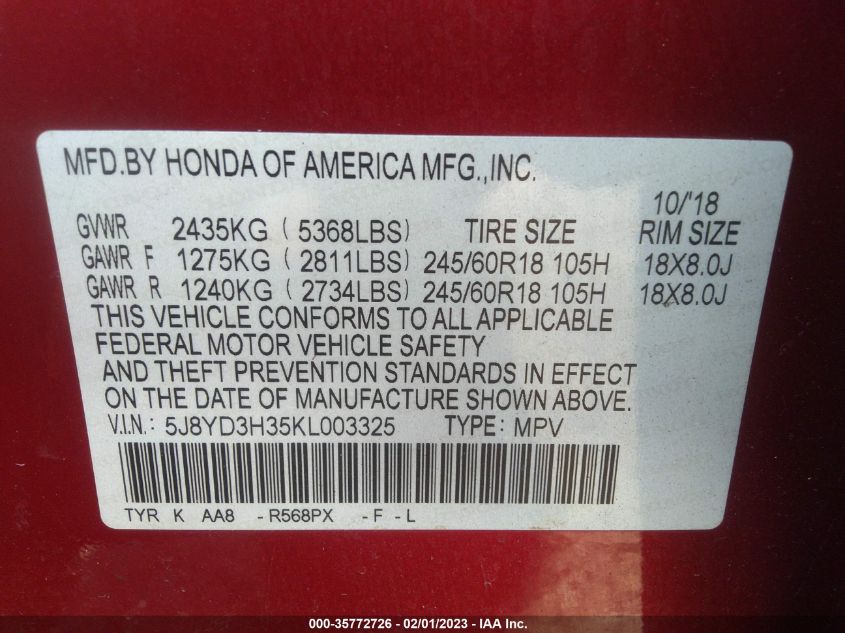 MFD.BY HONDA OF AMERICA MFG.,INC.
10/'18
GVWR 2435KG ( 5368LBS) TIRE SIZE RIM SIZE
GAWR F 1275KG ( 2811LBS) 245/60R18 105H 18X8.0J
GAWR R 1240KG ( 2734LBS) 245/60R18 105H 18X8.0J
THIS VEHICLE CONFORMS TO ALL APPLICABLE
FEDERAL MOTOR VEHICLE SAFETY
AND THEFT PREVENTION STANDARDS IN EFFECT
ON THE DATE OF MANUFACTURE SHOWN ABOVE.
V.I.N.: 5J8YD3H35KL003325 TYPE: MPV
TYR K AA8 -R568PX -F -L
000-35772726 - 02/01/2023 - IAAI Inc.